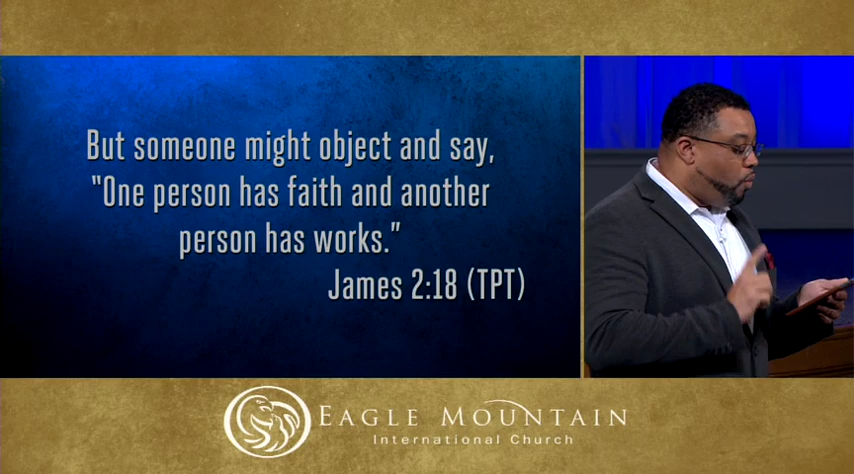 But someone might object and say,
"One person has faith and another
person has works."
James 2:18 (TPT)
EAGLE MOUNTAIN
International Church